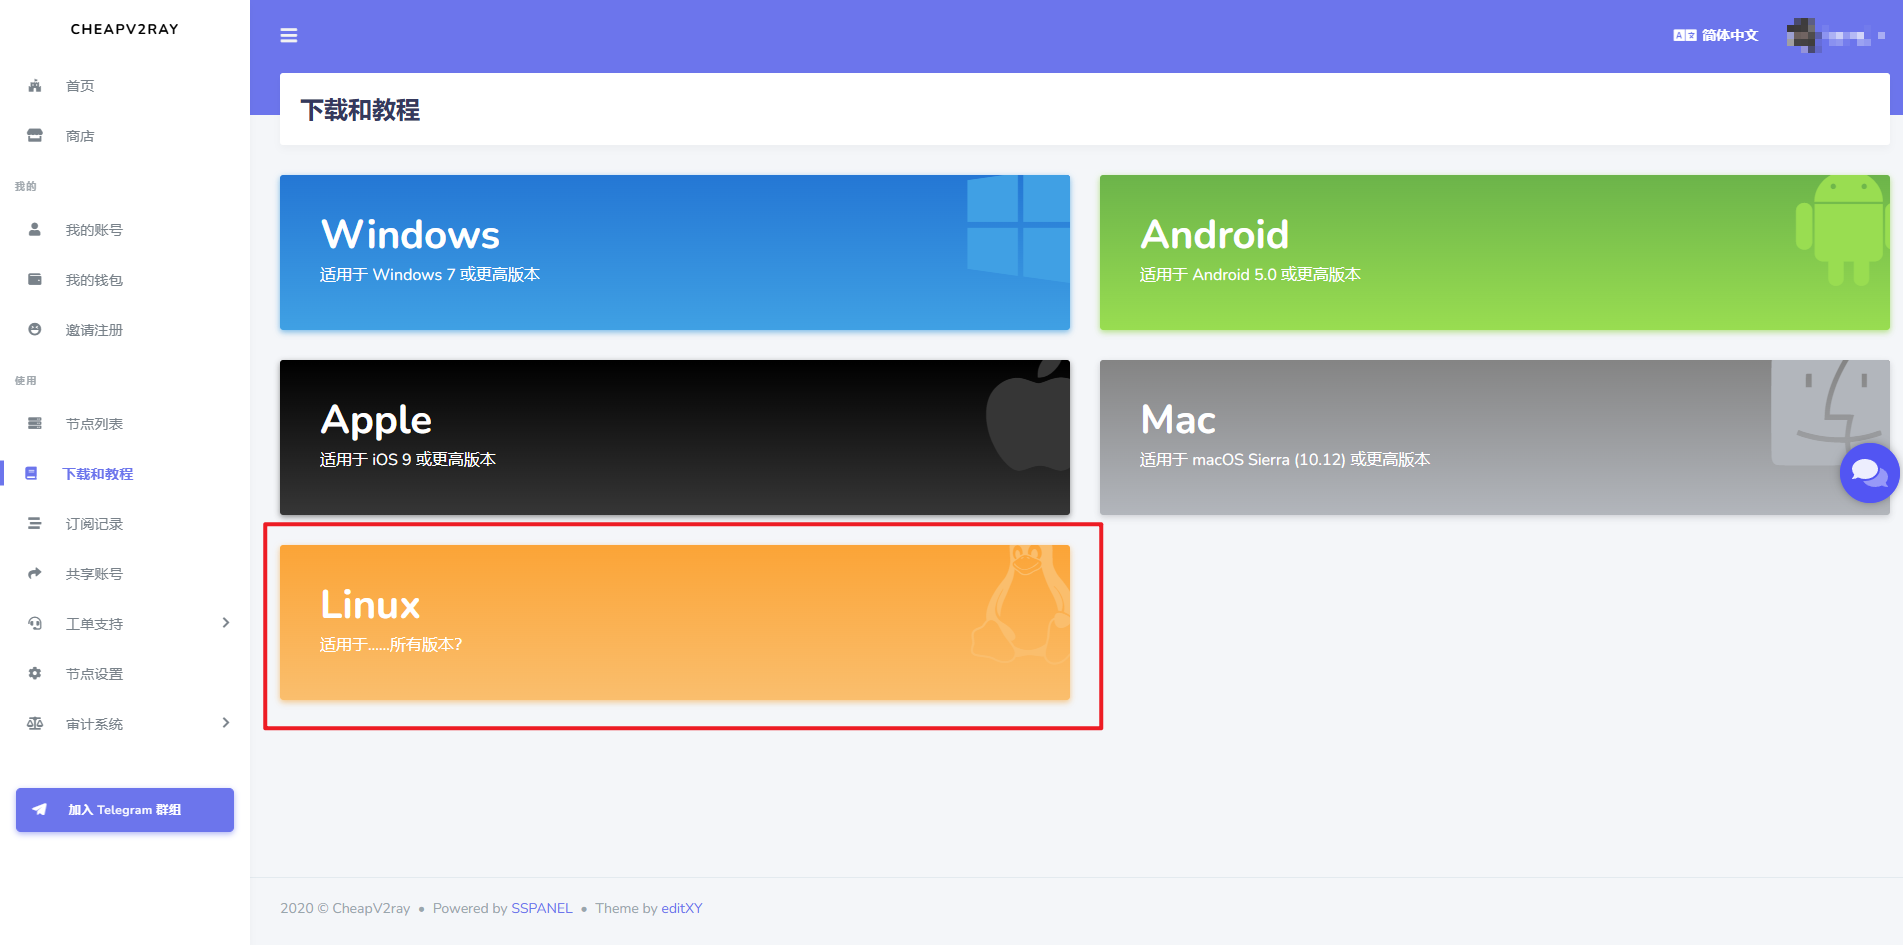 CHEAPV2RAY
首页
商店
我的
我的账号
我的钱包
邀请注册
使用
节点列表
下载和教程
订阅记录
共享账号
工单支持
节点设置
审计系统
加入 Telegram 群组
简体中文
下载和教程
Windows
适用于 Windows 7 或更高版本
Android
适用于 Android 5.0 或更高版本
Apple
适用于 iOS 9 或更高版本
Mac
适用于 macOS Sierra (10.12) 或更高版本
Linux
适用于......所有版本?
2020 © CheapV2ray • Powered by SSPANEL • Theme by editXY